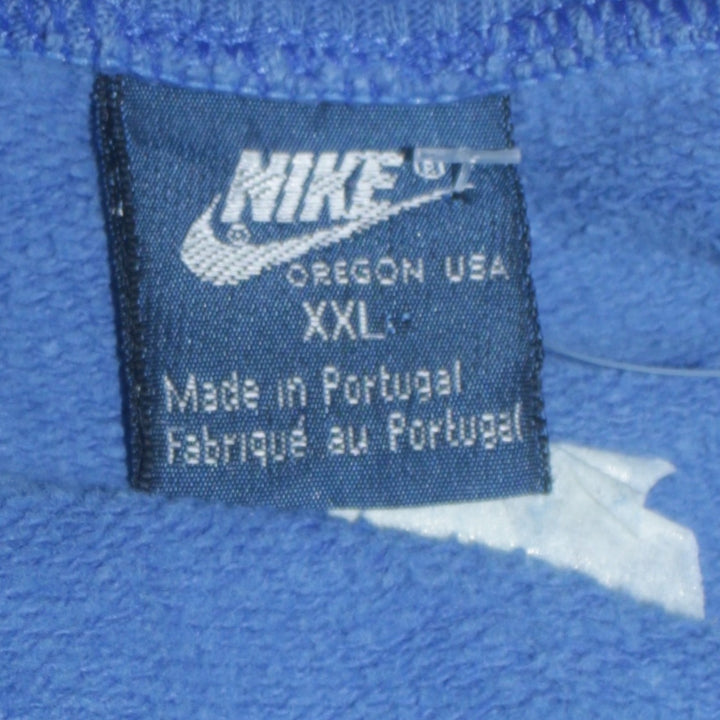 NIKE®
®
OREGON USA
XXL
Made in Portugal
Fabriqué au Portugal